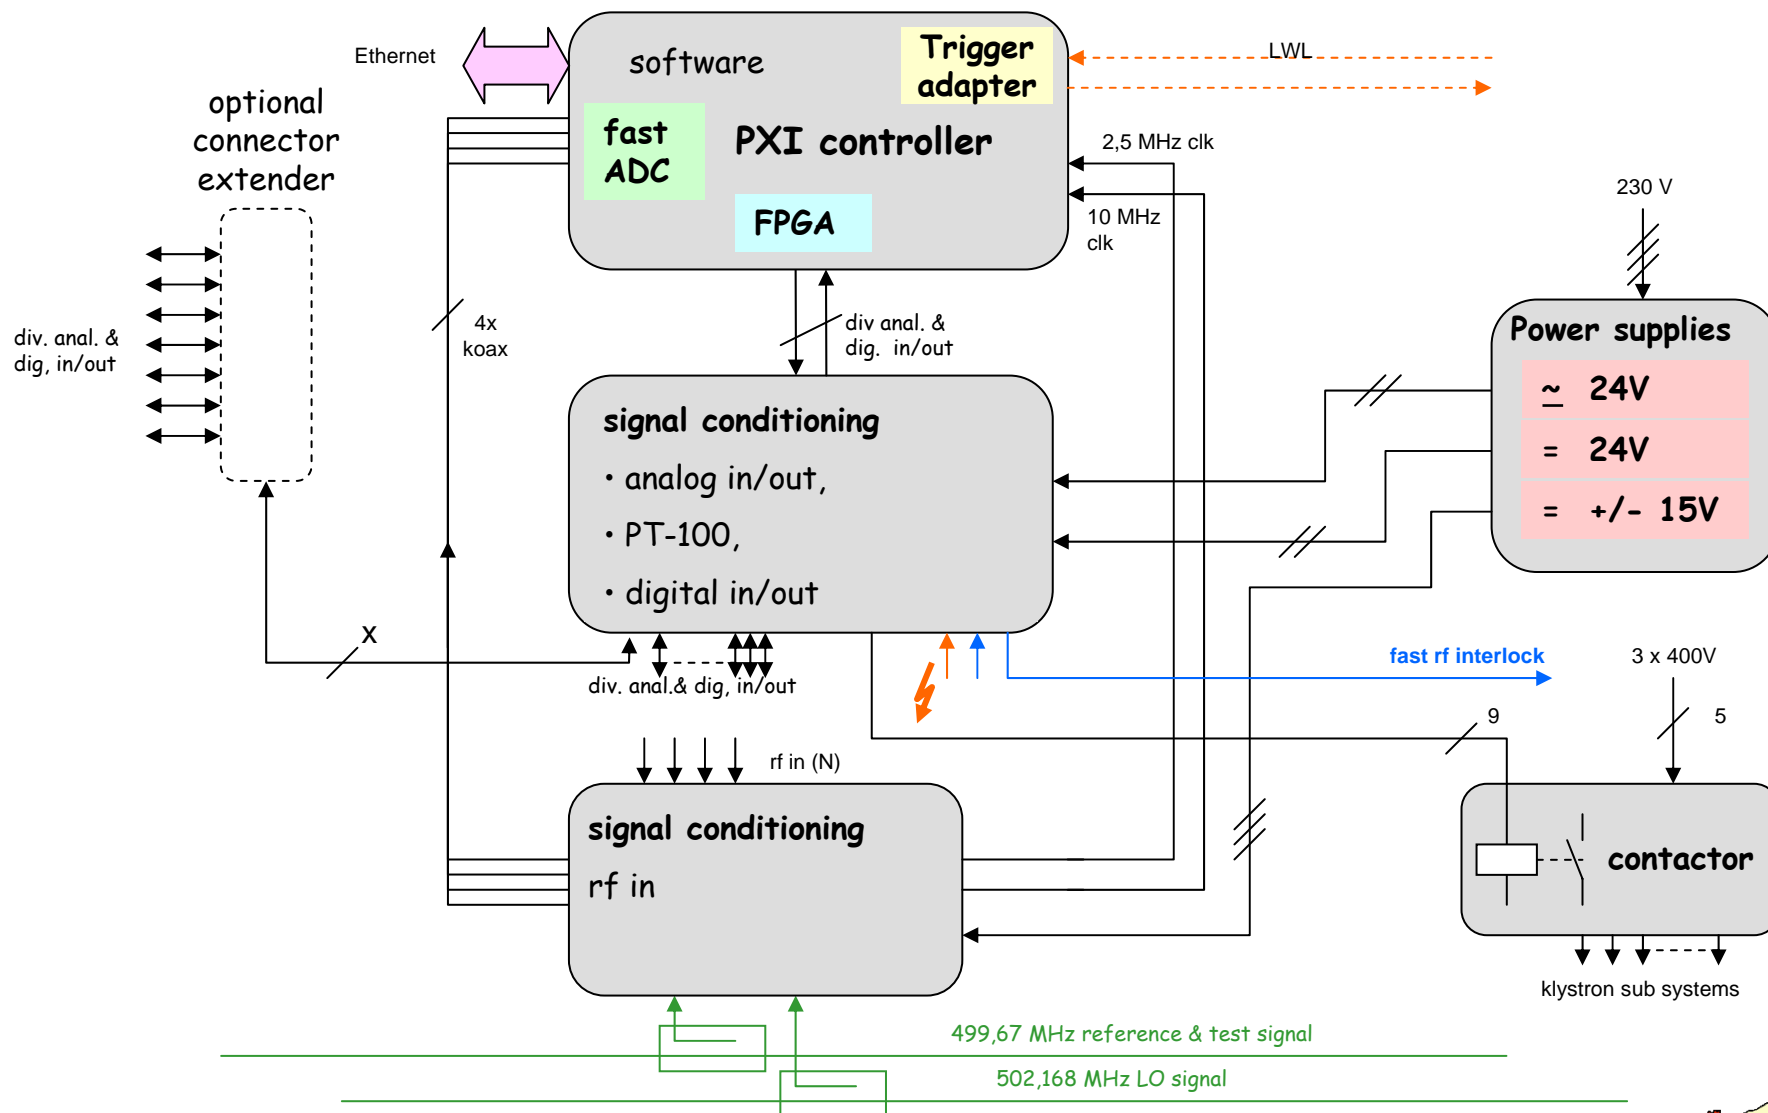 Ethernet
software
Trigger
adapter
LWL
optional
connector
extender
fast
ADC
PXI controller
2,5 MHz clk
FPGA
10 MHz
clk
230 V
div. anal. &
dig, in/out
4x
koax
div anal. &
dig. in/out
Power supplies
~ 24V
= 24V
= +/- 15V
signal conditioning
• analog in/out,
• PT-100,
• digital in/out
X
div. anal.& dig, in/out
fast rf interlock
3 x 400V
9
5
rf in (N)
signal conditioning
rf in
contactor
klystron sub systems
499,67 MHz reference & test signal
502,168 MHz LO signal